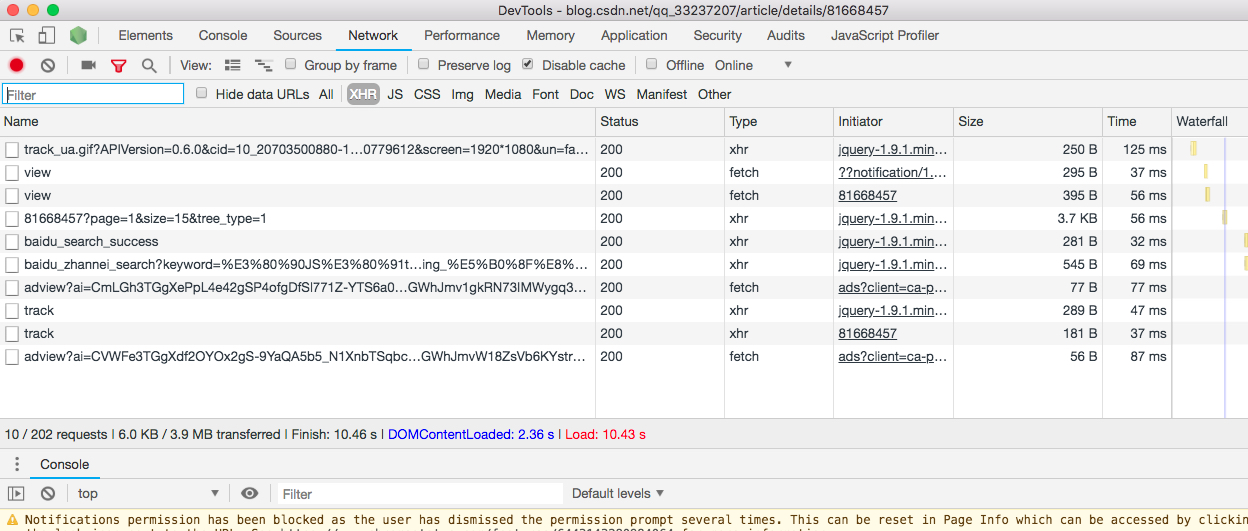 DevTools - blog.csdn.net/qq_33237207/article/details/81668457
Elements Console Sources Network Performance Memory Application Security Audits JavaScript Profiler
View: Group by frame Preserve log Disable cache Offline Online
Filter Hide data URLs All XHR JS CSS Img Media Font Doc WS Manifest Other
Name Status Type Initiator Size Time Waterfall
track_ua.gif?APIVersion=0.6.0&cid=10_20703500880-1…0779612&screen=1920*1080&un=fa… 200 xhr jquery-1.9.1.min… 250 B 125 ms
view 200 fetch ??notification/1.… 295 B 37 ms
view 200 fetch 81668457 395 B 56 ms
81668457?page=1&size=15&tree_type=1 200 xhr jquery-1.9.1.min… 3.7 KB 56 ms
baidu_search_success 200 xhr jquery-1.9.1.min… 281 B 32 ms
baidu_zhannei_search?keyword=%E3%80%90JS%E3%80%91t…ing_%E5%B0%8F%E8%… 200 xhr jquery-1.9.1.min… 545 B 69 ms
adview?ai=CmLGh3TGgXePpL4e42gSP4ofgDfSl771Z-YTS6a0…GWhJmv1gkRN73IMWygq3… 200 fetch ads?client=ca-p… 77 B 77 ms
track 200 xhr jquery-1.9.1.min… 289 B 47 ms
track 200 xhr 81668457 181 B 37 ms
adview?ai=CVWFe3TGgXdf2OYOx2gS-9YaQA5b5_N1XnbTSqbc…GWhJmvW18ZsVb6KYstr… 200 fetch ads?client=ca-p… 56 B 87 ms
10 / 202 requests | 6.0 KB / 3.9 MB transferred | Finish: 10.46 s | DOMContentLoaded: 2.36 s | Load: 10.43 s
Console
top Filter Default levels
Notifications permission has been blocked as the user has dismissed the permission prompt several times. This can be reset in Page Info which can be accessed by clickin